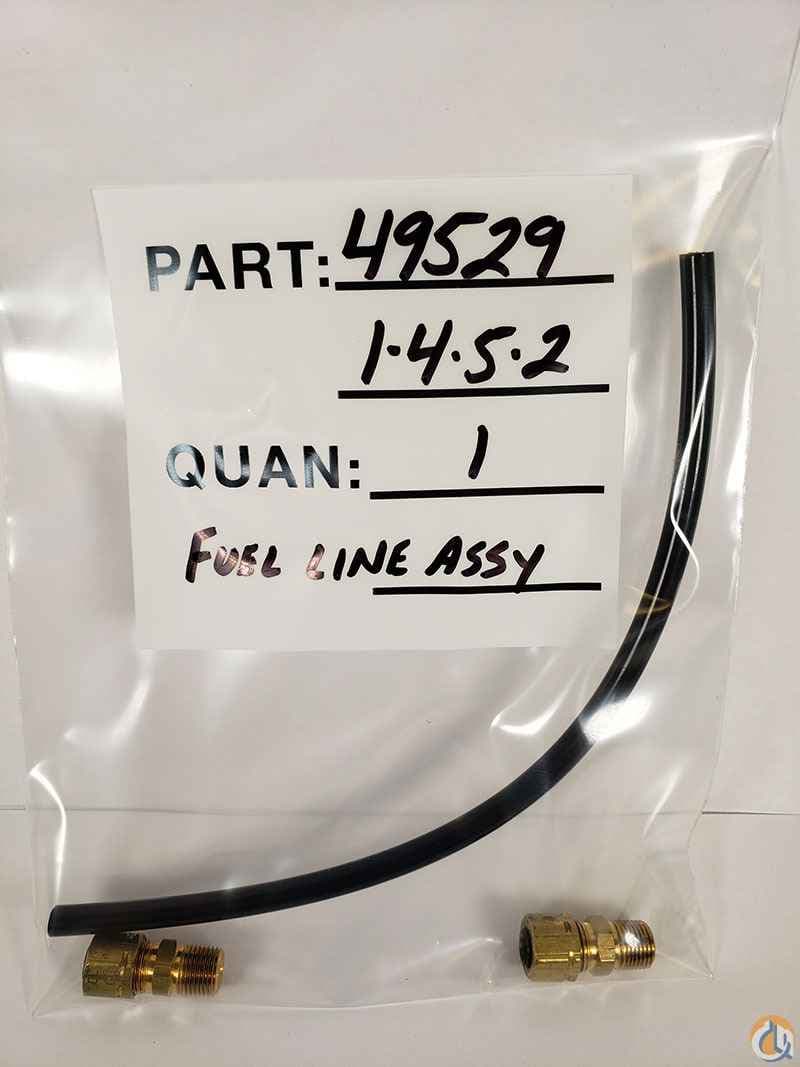 PART: 49529
1·4·5·2
QUAN: 1
FUEL LINE ASSY